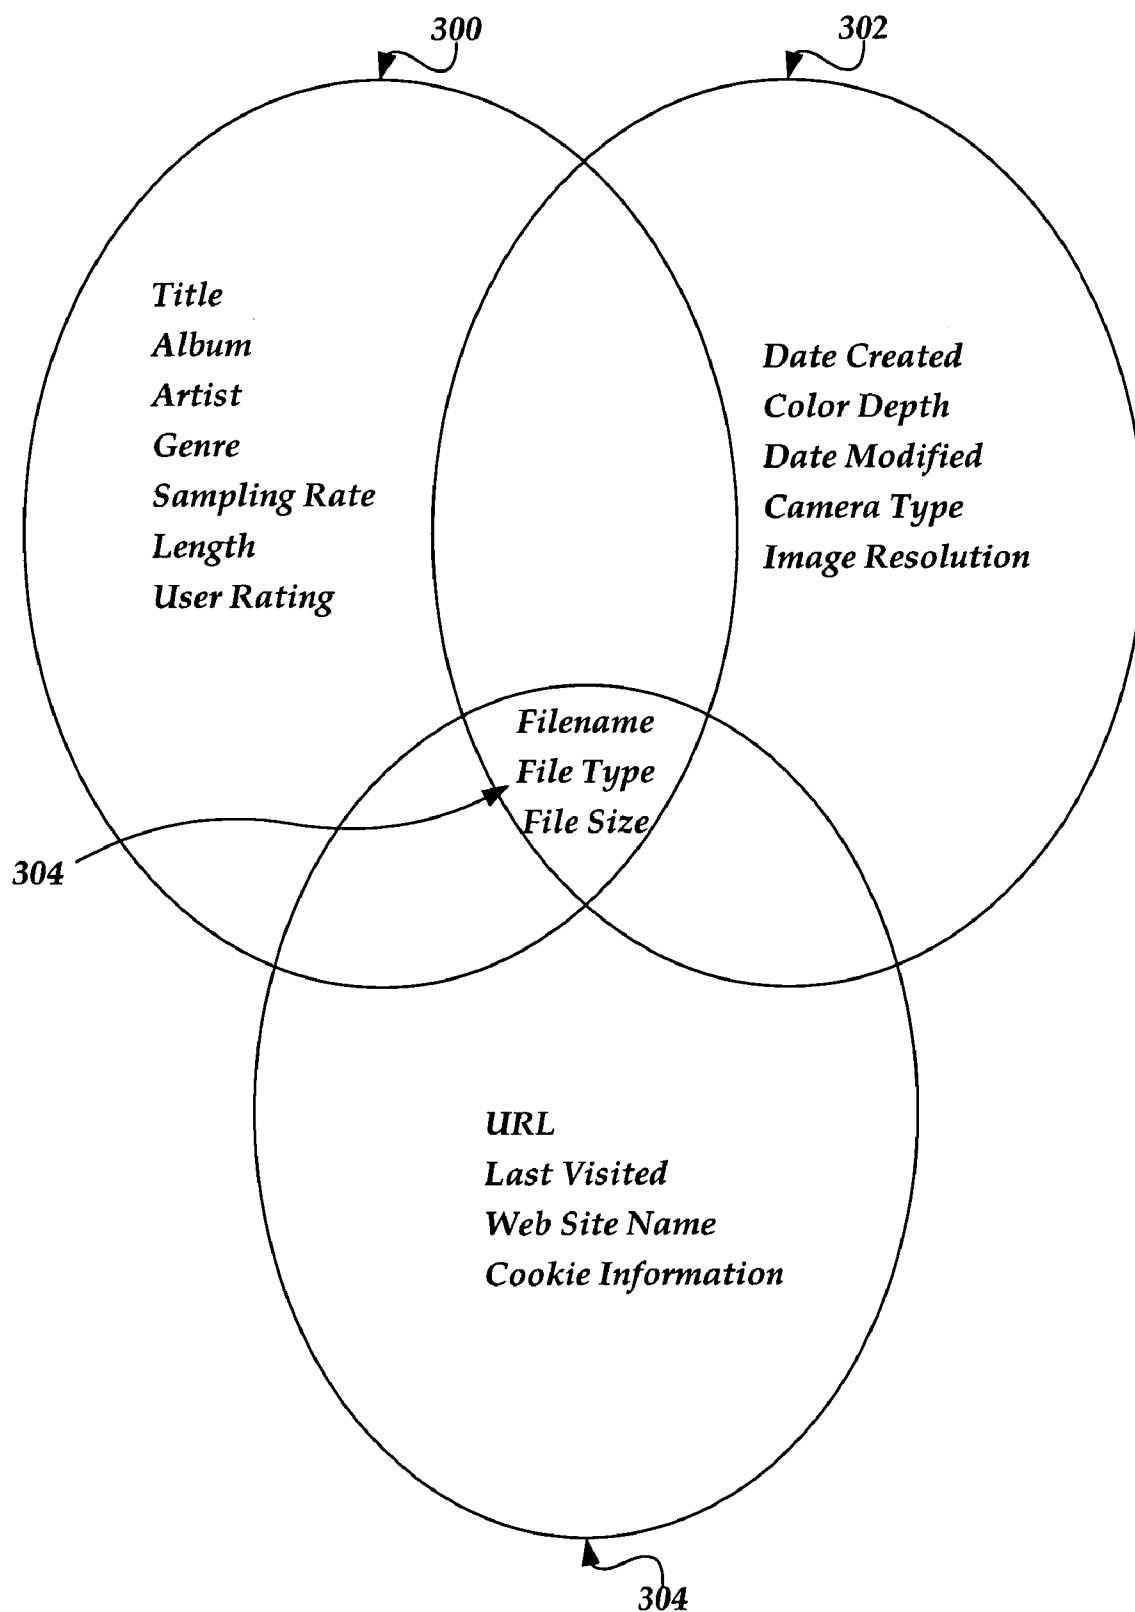 300
302
Title
Album
Artist
Genre
Sampling Rate
Length
User Rating
Date Created
Color Depth
Date Modified
Camera Type
Image Resolution
Filename
File Type
File Size
304
URL
Last Visited
Web Site Name
Cookie Information
304